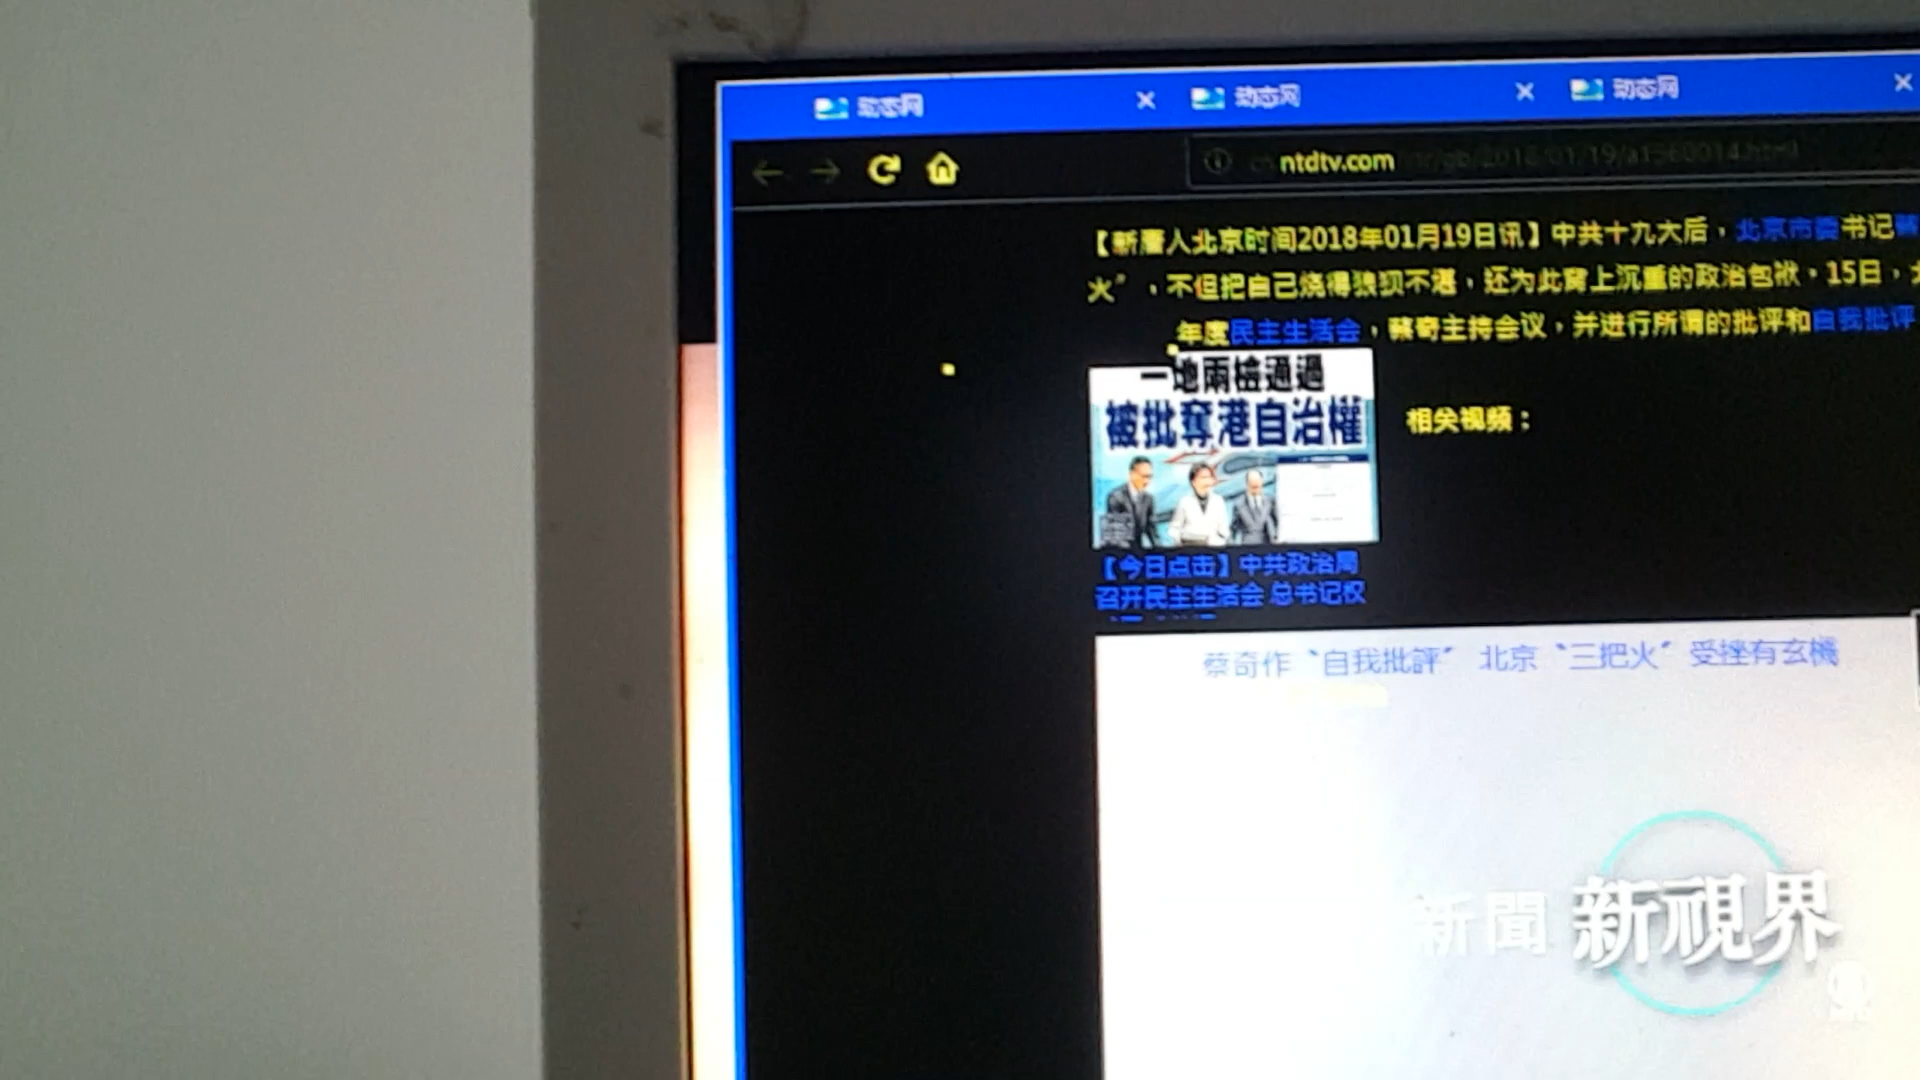 动态网
动态网
动态网
ntdtv.com
【新唐人北京时间2018年01月19日讯】中共十九大后，北京市委书记
火”，不但把自己烧得狼狈不堪，还为此背上沉重的政治包袱。15日，
年度民主生活会，蔡奇主持会议，并进行所谓的批评和自我批评
一地兩檢通過
被批奪港自治權
相关视频：
【今日点击】中共政治局
召开民主生活会 总书记权
蔡奇作〝自我批評〞 北京〝三把火〞受挫有玄機
新聞 新視界